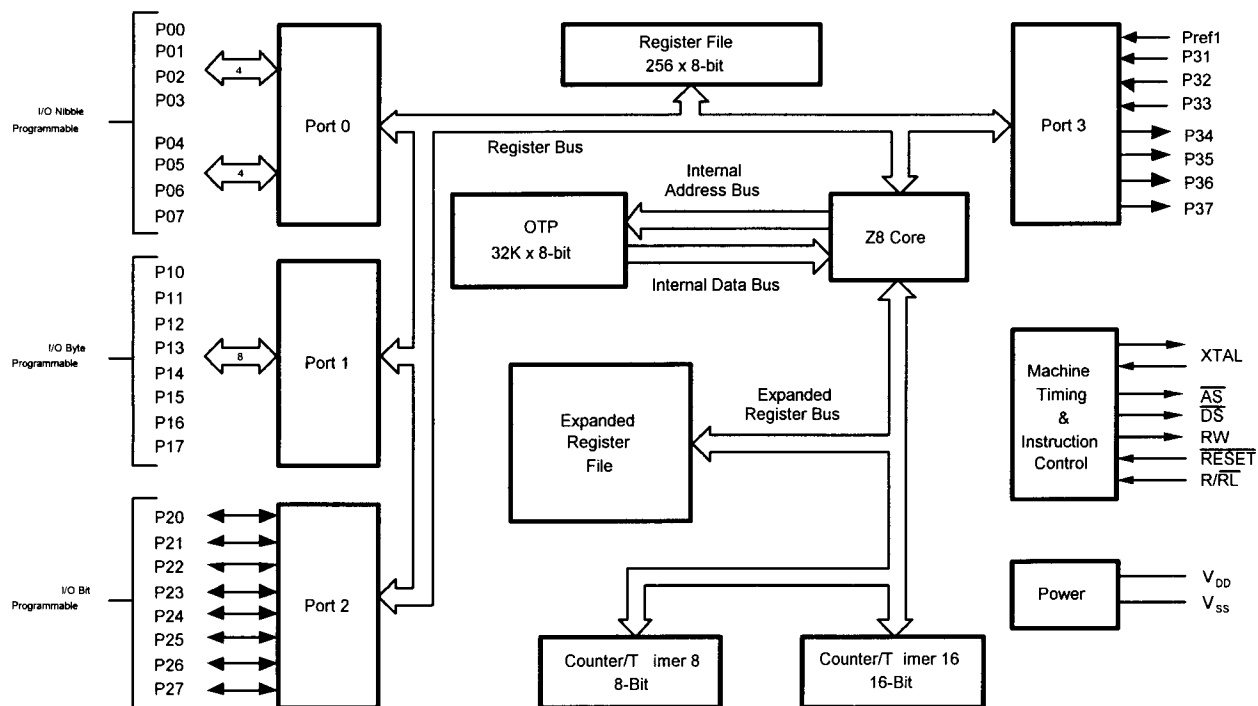 I/O Nibble
Programmable
P00
P01
P02
P03
P04
P05
P06
P07
4
4
Port 0
I/O Byte
Programmable
P10
P11
P12
P13
P14
P15
P16
P17
8
Port 1
I/O Bit
Programmable
P20
P21
P22
P23
P24
P25
P26
P27
Port 2
Register File
256 x 8-bit
Register Bus
Internal
Address Bus
OTP
32K x 8-bit
Internal Data Bus
Z8 Core
Expanded
Register
File
Expanded
Register Bus
Counter/T imer 8
8-Bit
Counter/T imer 16
16-Bit
Port 3
Pref1
P31
P32
P33
P34
P35
P36
P37
Machine
Timing
&
Instruction
Control
XTAL
A̅S̅
D̅S̅
RW
R̅E̅S̅E̅T̅
R/R̅L̅
Power
VDD
VSS